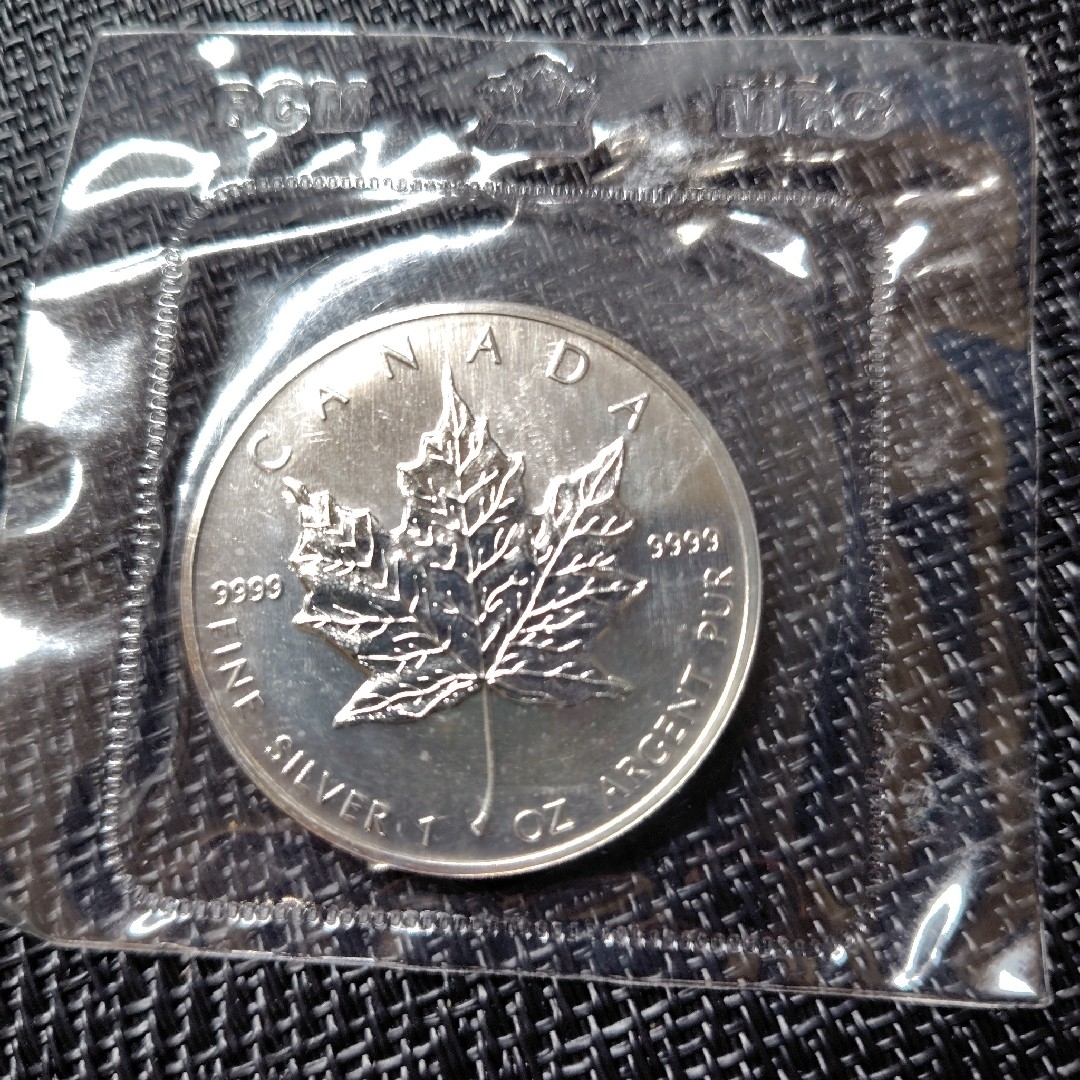 RCM MRC
CANADA
9999 9999
FINE SILVER 1 OZ ARGENT PUR